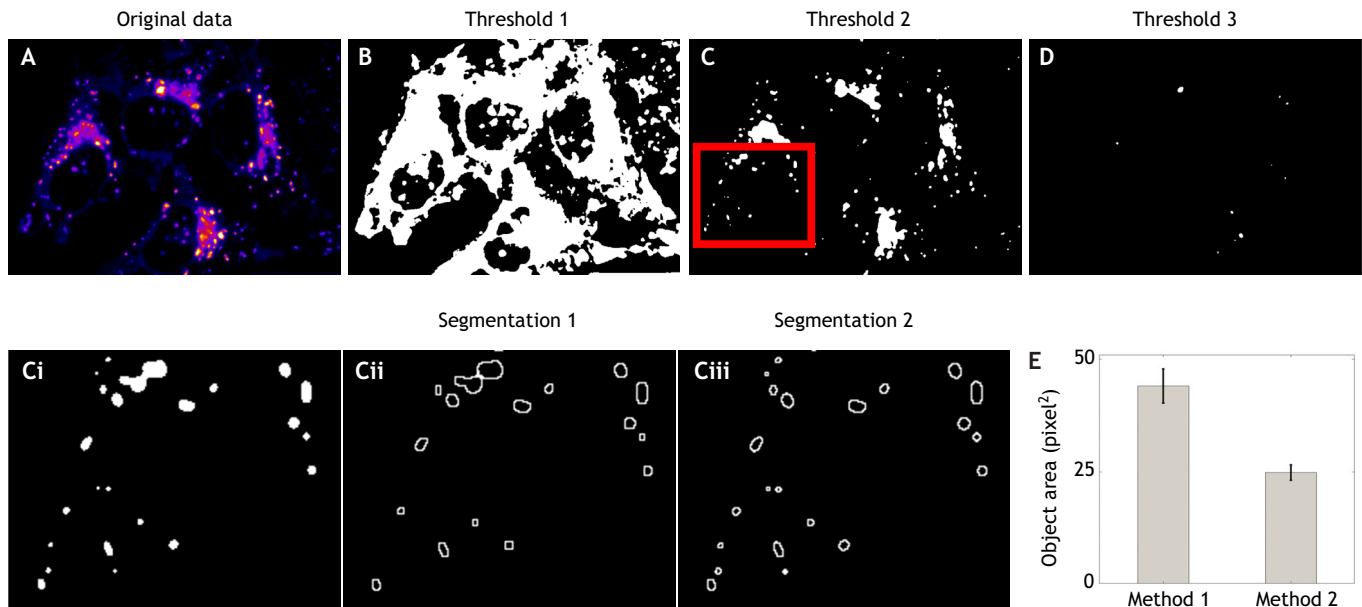 Original data
Threshold 1
Threshold 2
Threshold 3
A
B
C
D
Segmentation 1
Segmentation 2
Ci
Cii
Ciii
E
50
25
0
Object area (pixel²)
Method 1
Method 2